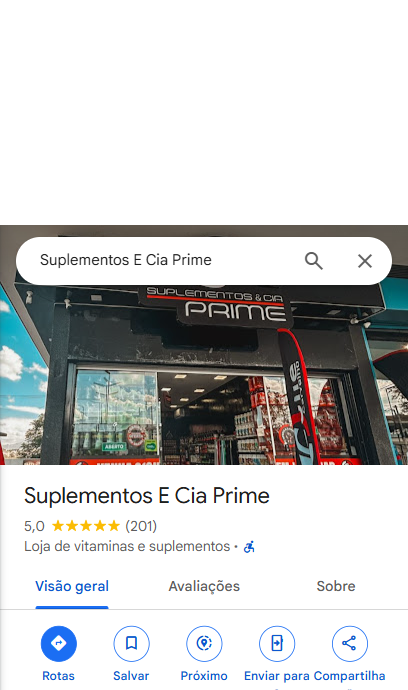 Suplementos E Cia Prime
SUPLEMENTOS & CIA
PRIME
ABERTO
Suplementos E Cia Prime
5,0 (201)
Loja de vitaminas e suplementos ·
Visão geral Avaliações Sobre
Rotas Salvar Próximo Enviar para Compartilha